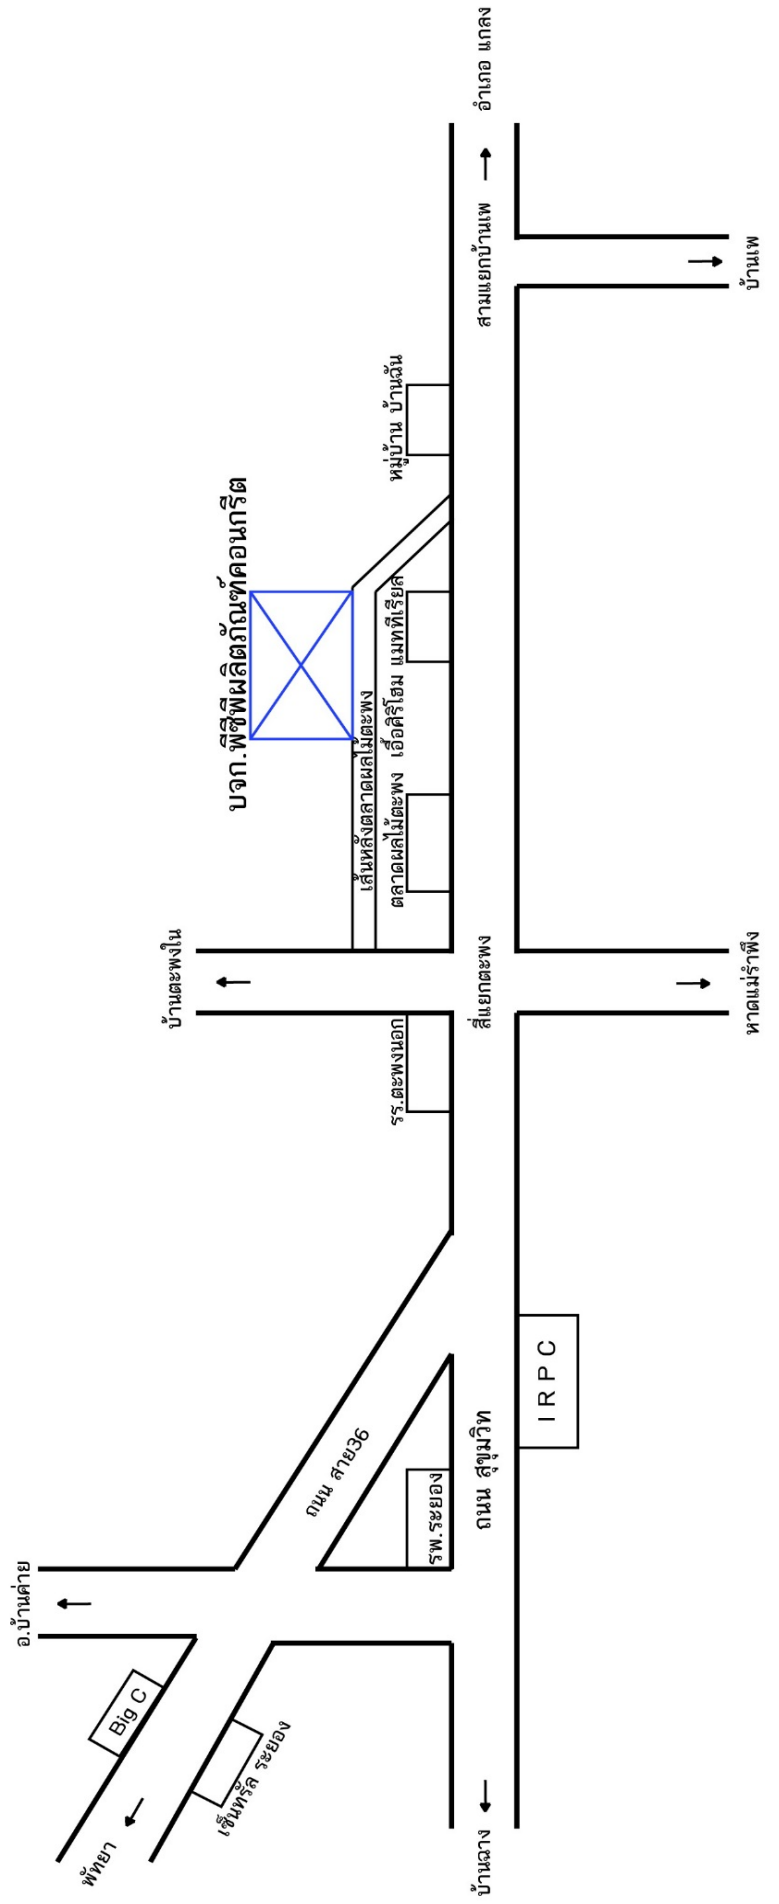 อำเภอ แกลง
สามแยกบ้านเพ
บ้านเพ
หมู่บ้าน บ้านฉัน
บจก.พีซีพีผลิตภัณฑ์คอนกรีต
เอื้อคิริโฮม แมททีเรียส
เส้นหลังตลาดผลไม้ตะพง
ตลาดผลไม้ตะพง
บ้านตะพงใน
สี่แยกตะพง
หาดแม่รำพึง
รร.ตะพงนอก
IRPC
ถนน สุขุมวิท
ถนน สาย36
รพ.ระยอง
อ.บ้านค่าย
Big C
เซ็นทรัล ระยอง
พัทยา
บ้านฉาง